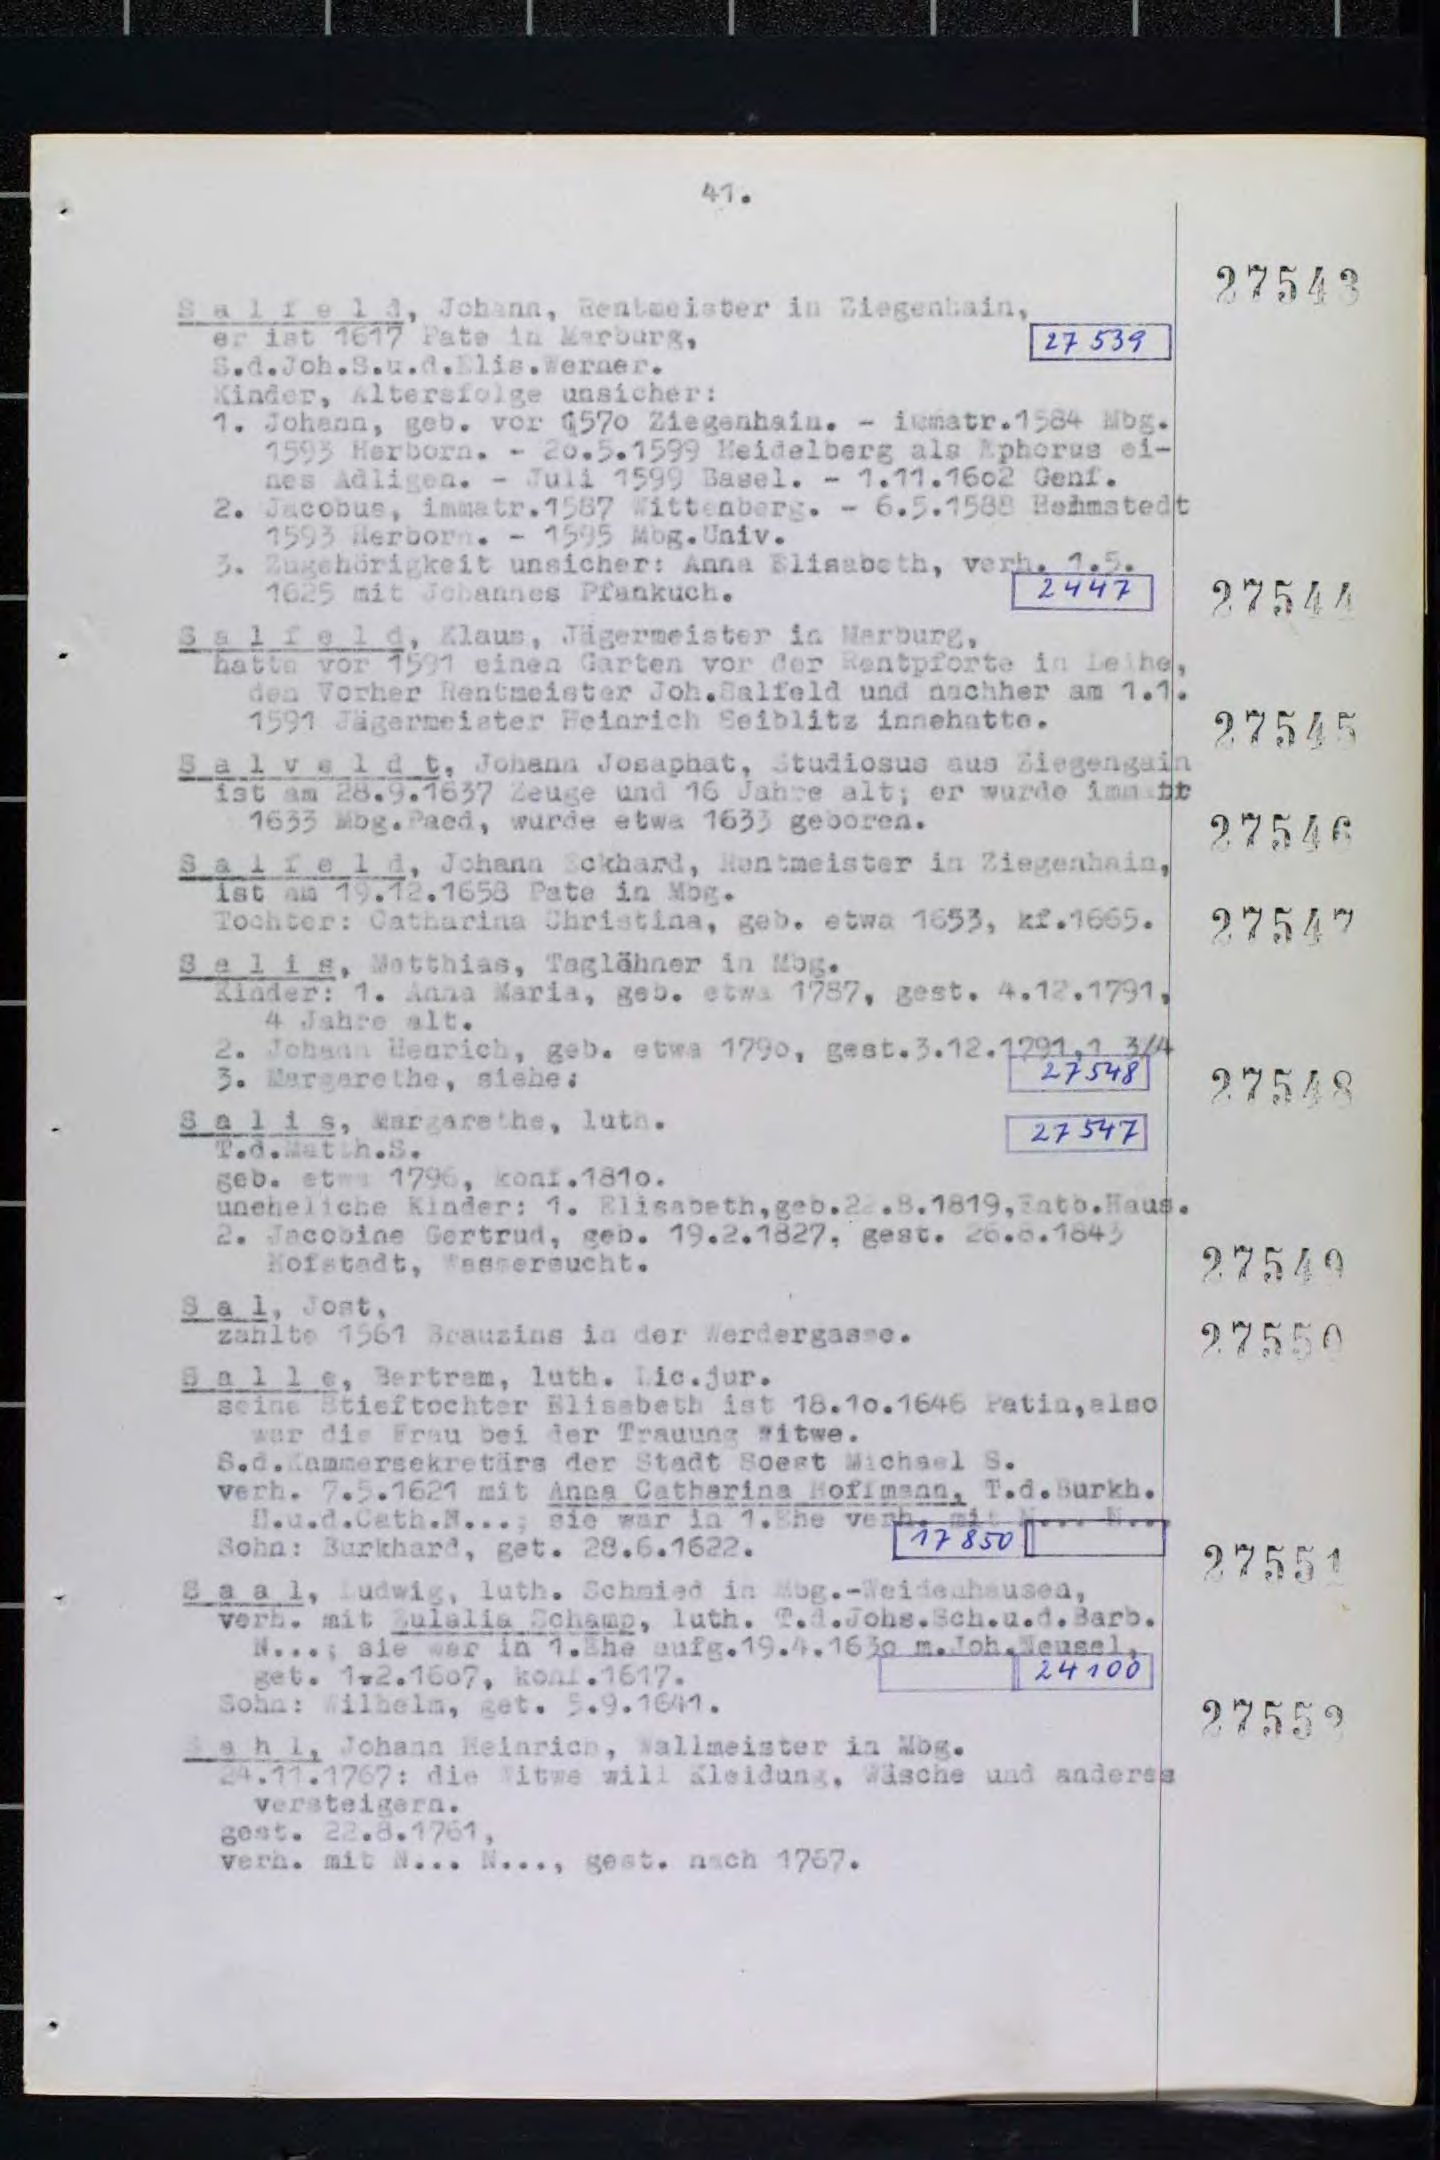 41.
27543
S a l f e l d, Johann, Rentmeister in Ziegenhain,
er ist 1617 Pate in Marburg,
27 539
S.d.Joh.S.u.d.Elis.Werner.
Kinder, Altersfolge unsicher:
1. Johann, geb. vor 1570 Ziegenhain. - immatr.1584 Mbg.
1593 Herborn. - 20.5.1599 Heidelberg als Ephorus ei-
nes Adligen. - Juli 1599 Basel. - 1.11.1602 Genf.
2. Jacobus, immatr.1587 Wittenberg. - 6.5.1588 Helmstedt
1593 Herborn. - 1595 Mbg.Univ.
3. Zugehörigkeit unsicher: Anna Elisabeth, verh. 1.5.
1625 mit Johannes Pfankuch.
2447
27544
S a l f e l d, Klaus, Jägermeister in Marburg,
hatte vor 1591 einen Garten vor der Rentpforte in Leihe,
den Vorher Rentmeister Joh.Salfeld und nachher am 1.1.
1591 Jägermeister Heinrich Seiblitz innehatte.
27545
S a l v e l d t, Johann Josaphat, Studiosus aus Ziegengain
ist am 28.9.1637 Zeuge und 16 Jahre alt; er wurde immatr
1633 Mbg.Paed, wurde etwa 1633 geboren.
27546
S a l f e l d, Johann Eckhard, Rentmeister in Ziegenhain,
ist am 19.12.1658 Pate in Mbg.
Tochter: Catharina Christina, geb. etwa 1653, kf.1665.
27547
S a l i s, Matthias, Taglöhner in Mbg.
Kinder: 1. Anna Maria, geb. etwa 1787, gest. 4.12.1791,
4 Jahre alt.
2. Johann Henrich, geb. etwa 1790, gest.3.12.1791,1 3/4
3. Margarethe, siehe:
27548
27548
S a l i s, Margarethe, luth.
27547
T.d.Matth.S.
geb. etwa 1796, konf.1810.
uneheliche Kinder: 1. Elisabeth,geb.22.8.1819,Entb.Haus.
2. Jacobine Gertrud, geb. 19.2.1827, gest. 26.8.1843
Hofstadt, Wassersucht.
27549
S a l, Jost,
zahlte 1561 Brauzins in der Werdergasse.
27550
S a l l e, Bertram, luth. Lic.jur.
seine Stieftochter Elisabeth ist 18.10.1646 Patin,also
war die Frau bei der Trauung Witwe.
S.d.Kammersekretärs der Stadt Soest Michael S.
verh. 7.5.1621 mit Anna Catharina Hoffmann, T.d.Burkh.
H.u.d.Cath.N...; sie war in 1.Ehe verh. mit N... N...
Sohn: Burkhard, get. 28.6.1622.
17850
27551
S a a l, Ludwig, luth. Schmied in Mbg.-Weidenhausen,
verh. mit Eulalia Schamp, luth. T.d.Johs.Sch.u.d.Barb.
N...; sie war in 1.Ehe aufg.19.4.1630 m.Joh.Neusel,
get. 1.2.1607, konf.1617.
24100
Sohn: Wilhelm, get. 5.9.1641.
27552
S a h l, Johann Heinrich, Wallmeister in Mbg.
24.11.1767: die Witwe will Kleidung, Wäsche und anderes
versteigern.
gest. 22.8.1761,
verh. mit N... N..., gest. nach 1767.